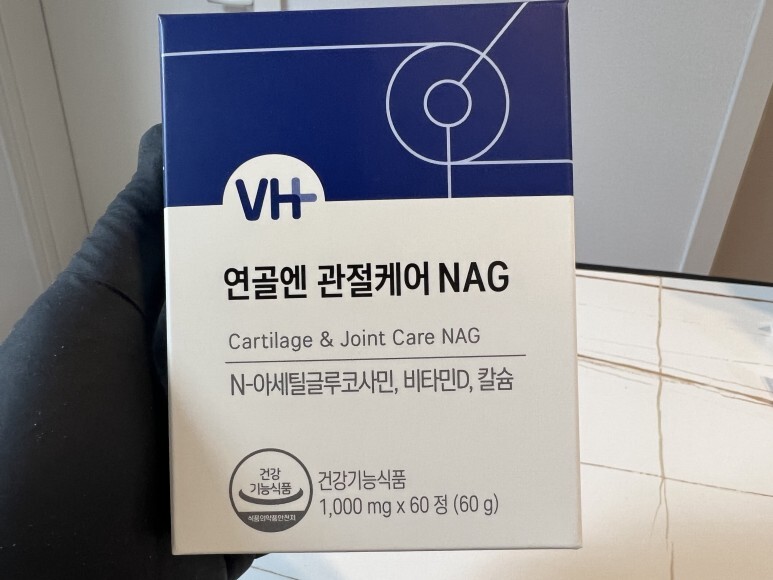 VH+
연골엔 관절케어 NAG
Cartilage & Joint Care NAG
N-아세틸글루코사민, 비타민D, 칼슘
건강
기능식품
식품의약품안전처
건강기능식품
1,000 mg x 60 정 (60 g)